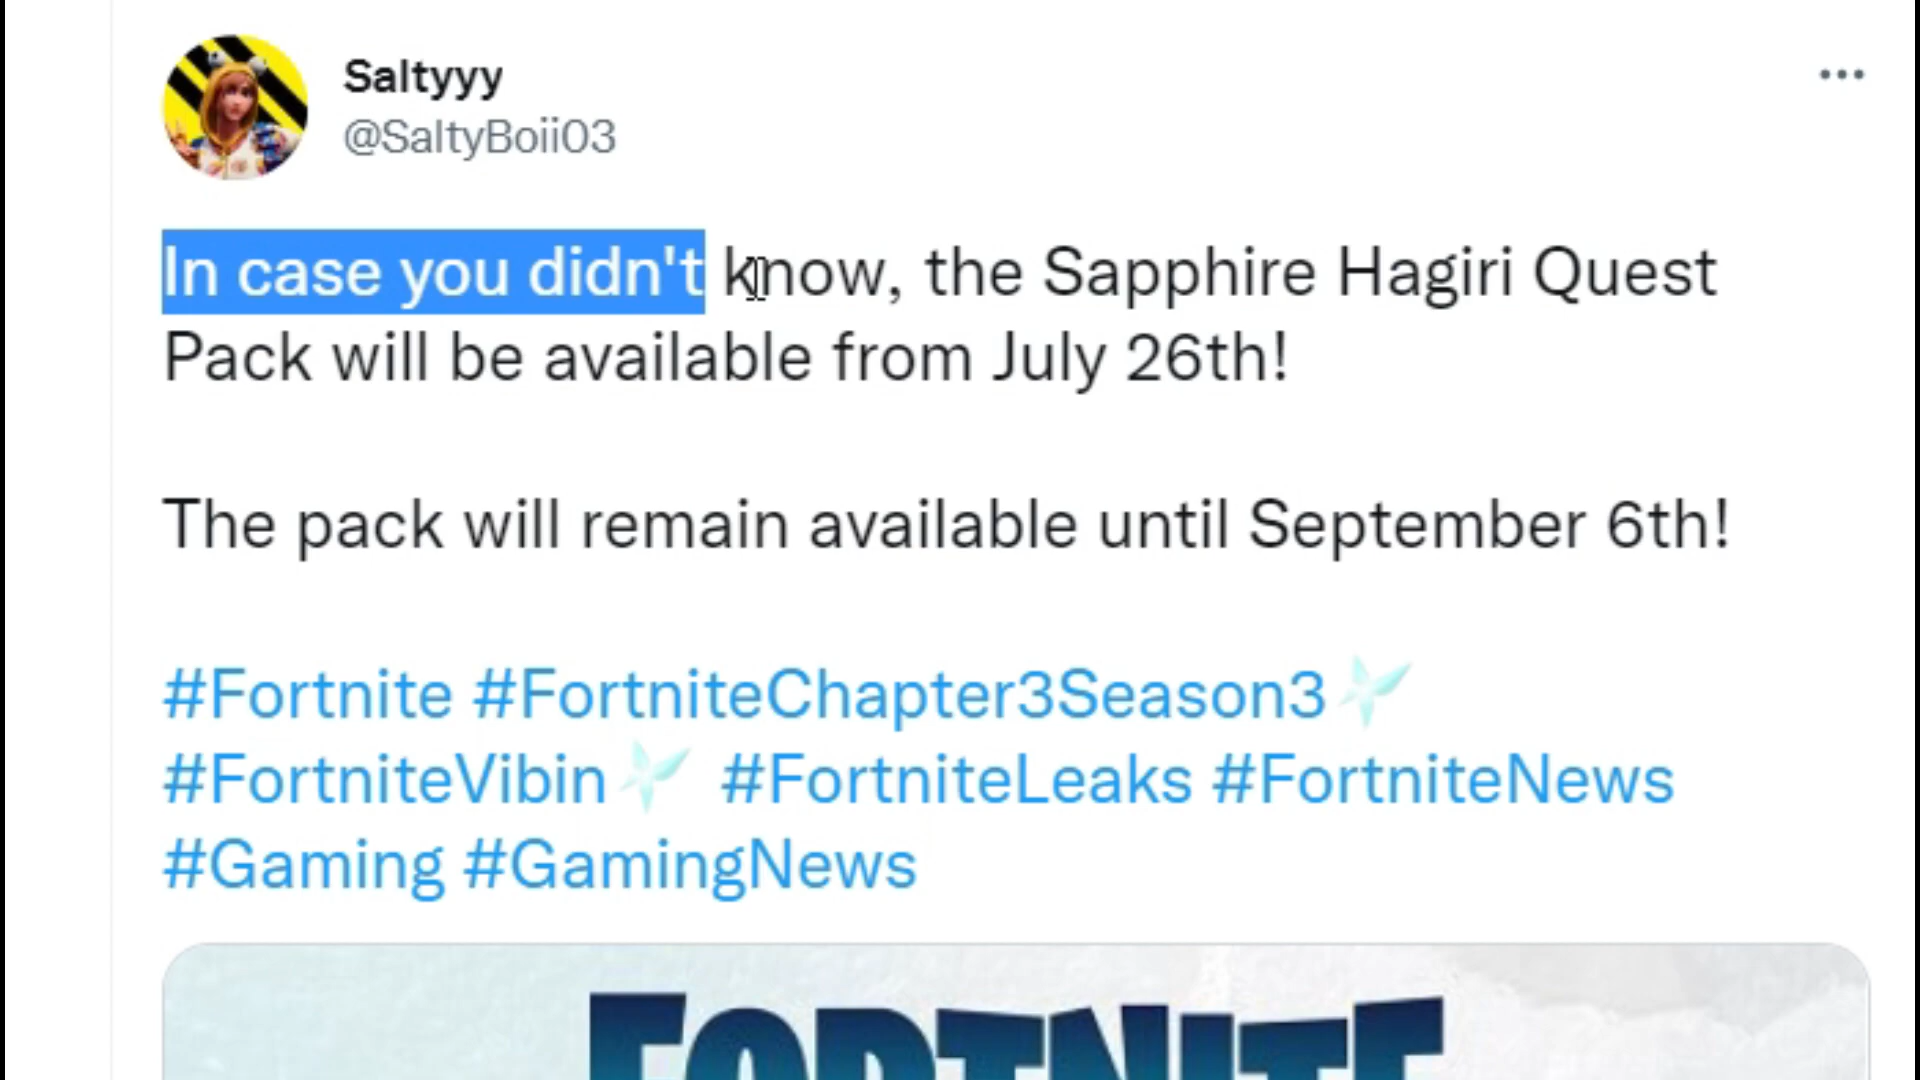 Saltyyy
@SaltyBoii03
In case you didn't know, the Sapphire Hagiri Quest
Pack will be available from July 26th!
The pack will remain available until September 6th!
#Fortnite #FortniteChapter3Season3
#FortniteVibin #FortniteLeaks #FortniteNews
#Gaming #GamingNews
FORTNITE